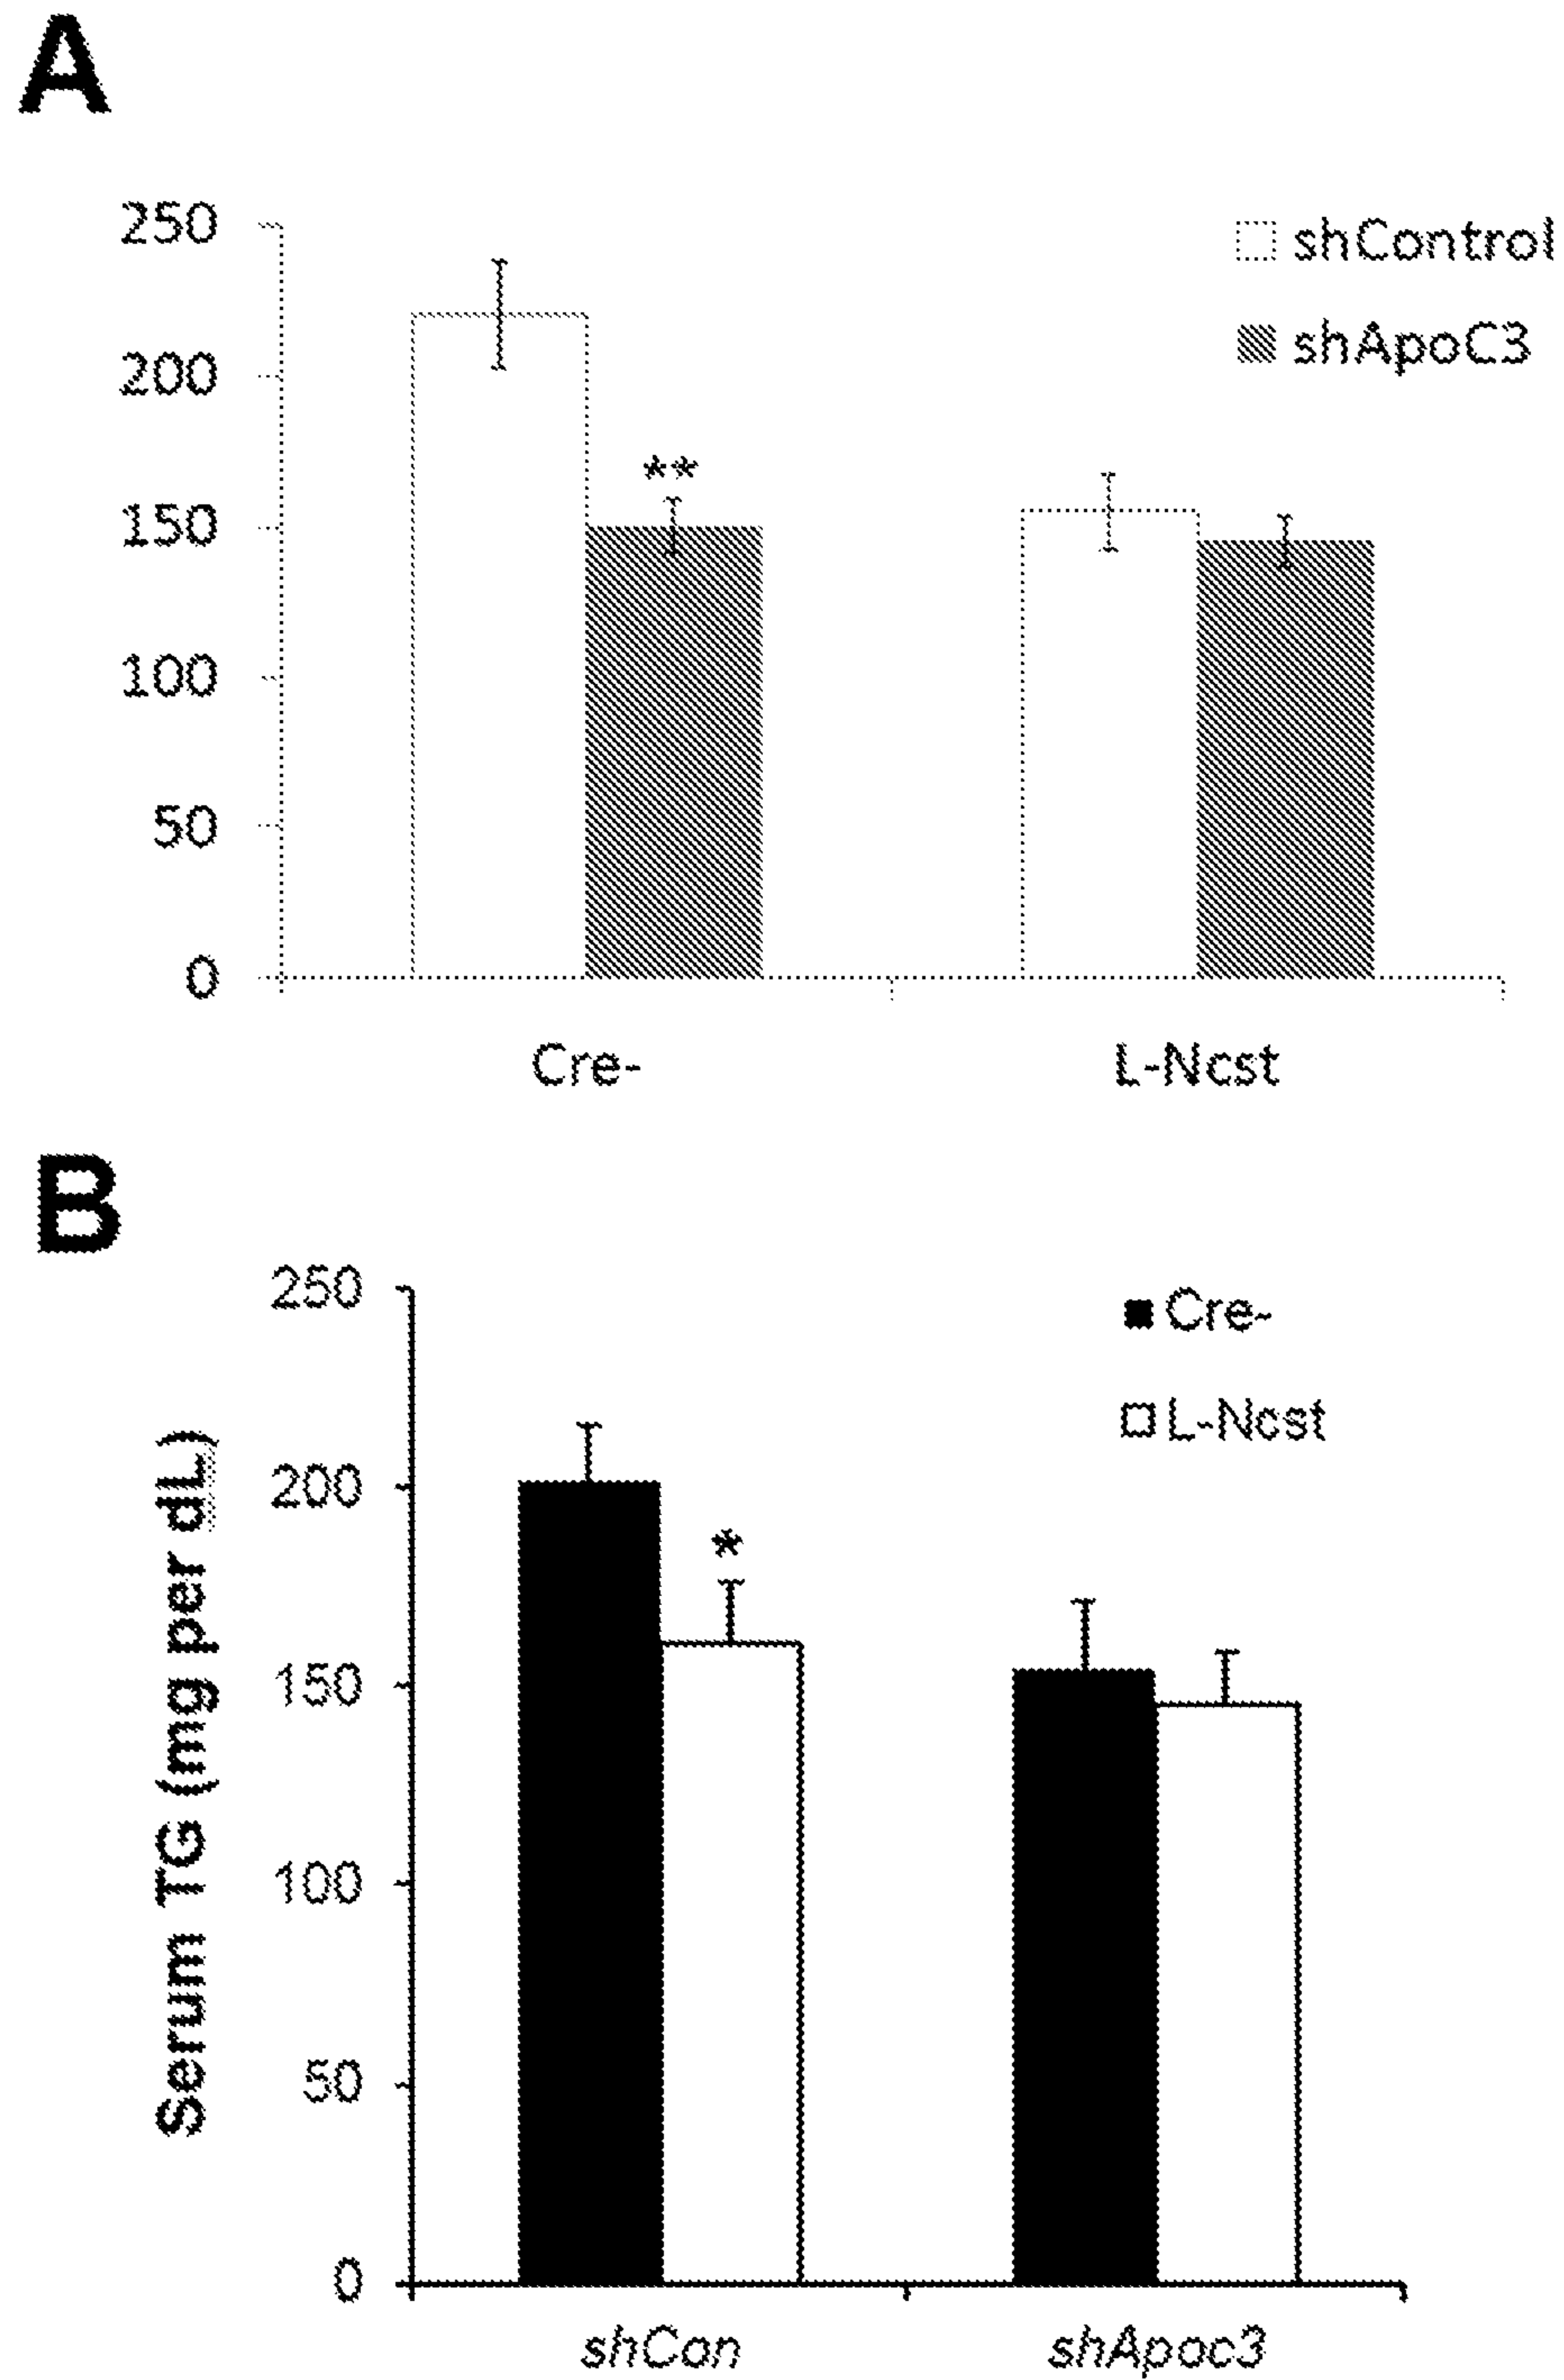 A
250
200
150
100
50
0
shControl
shApoC3
**
Cre-
L-Ncst
B
Serum TG (mg per dL)
250
200
150
100
50
0
Cre-
L-Ncst
*
shCon
shApoc3